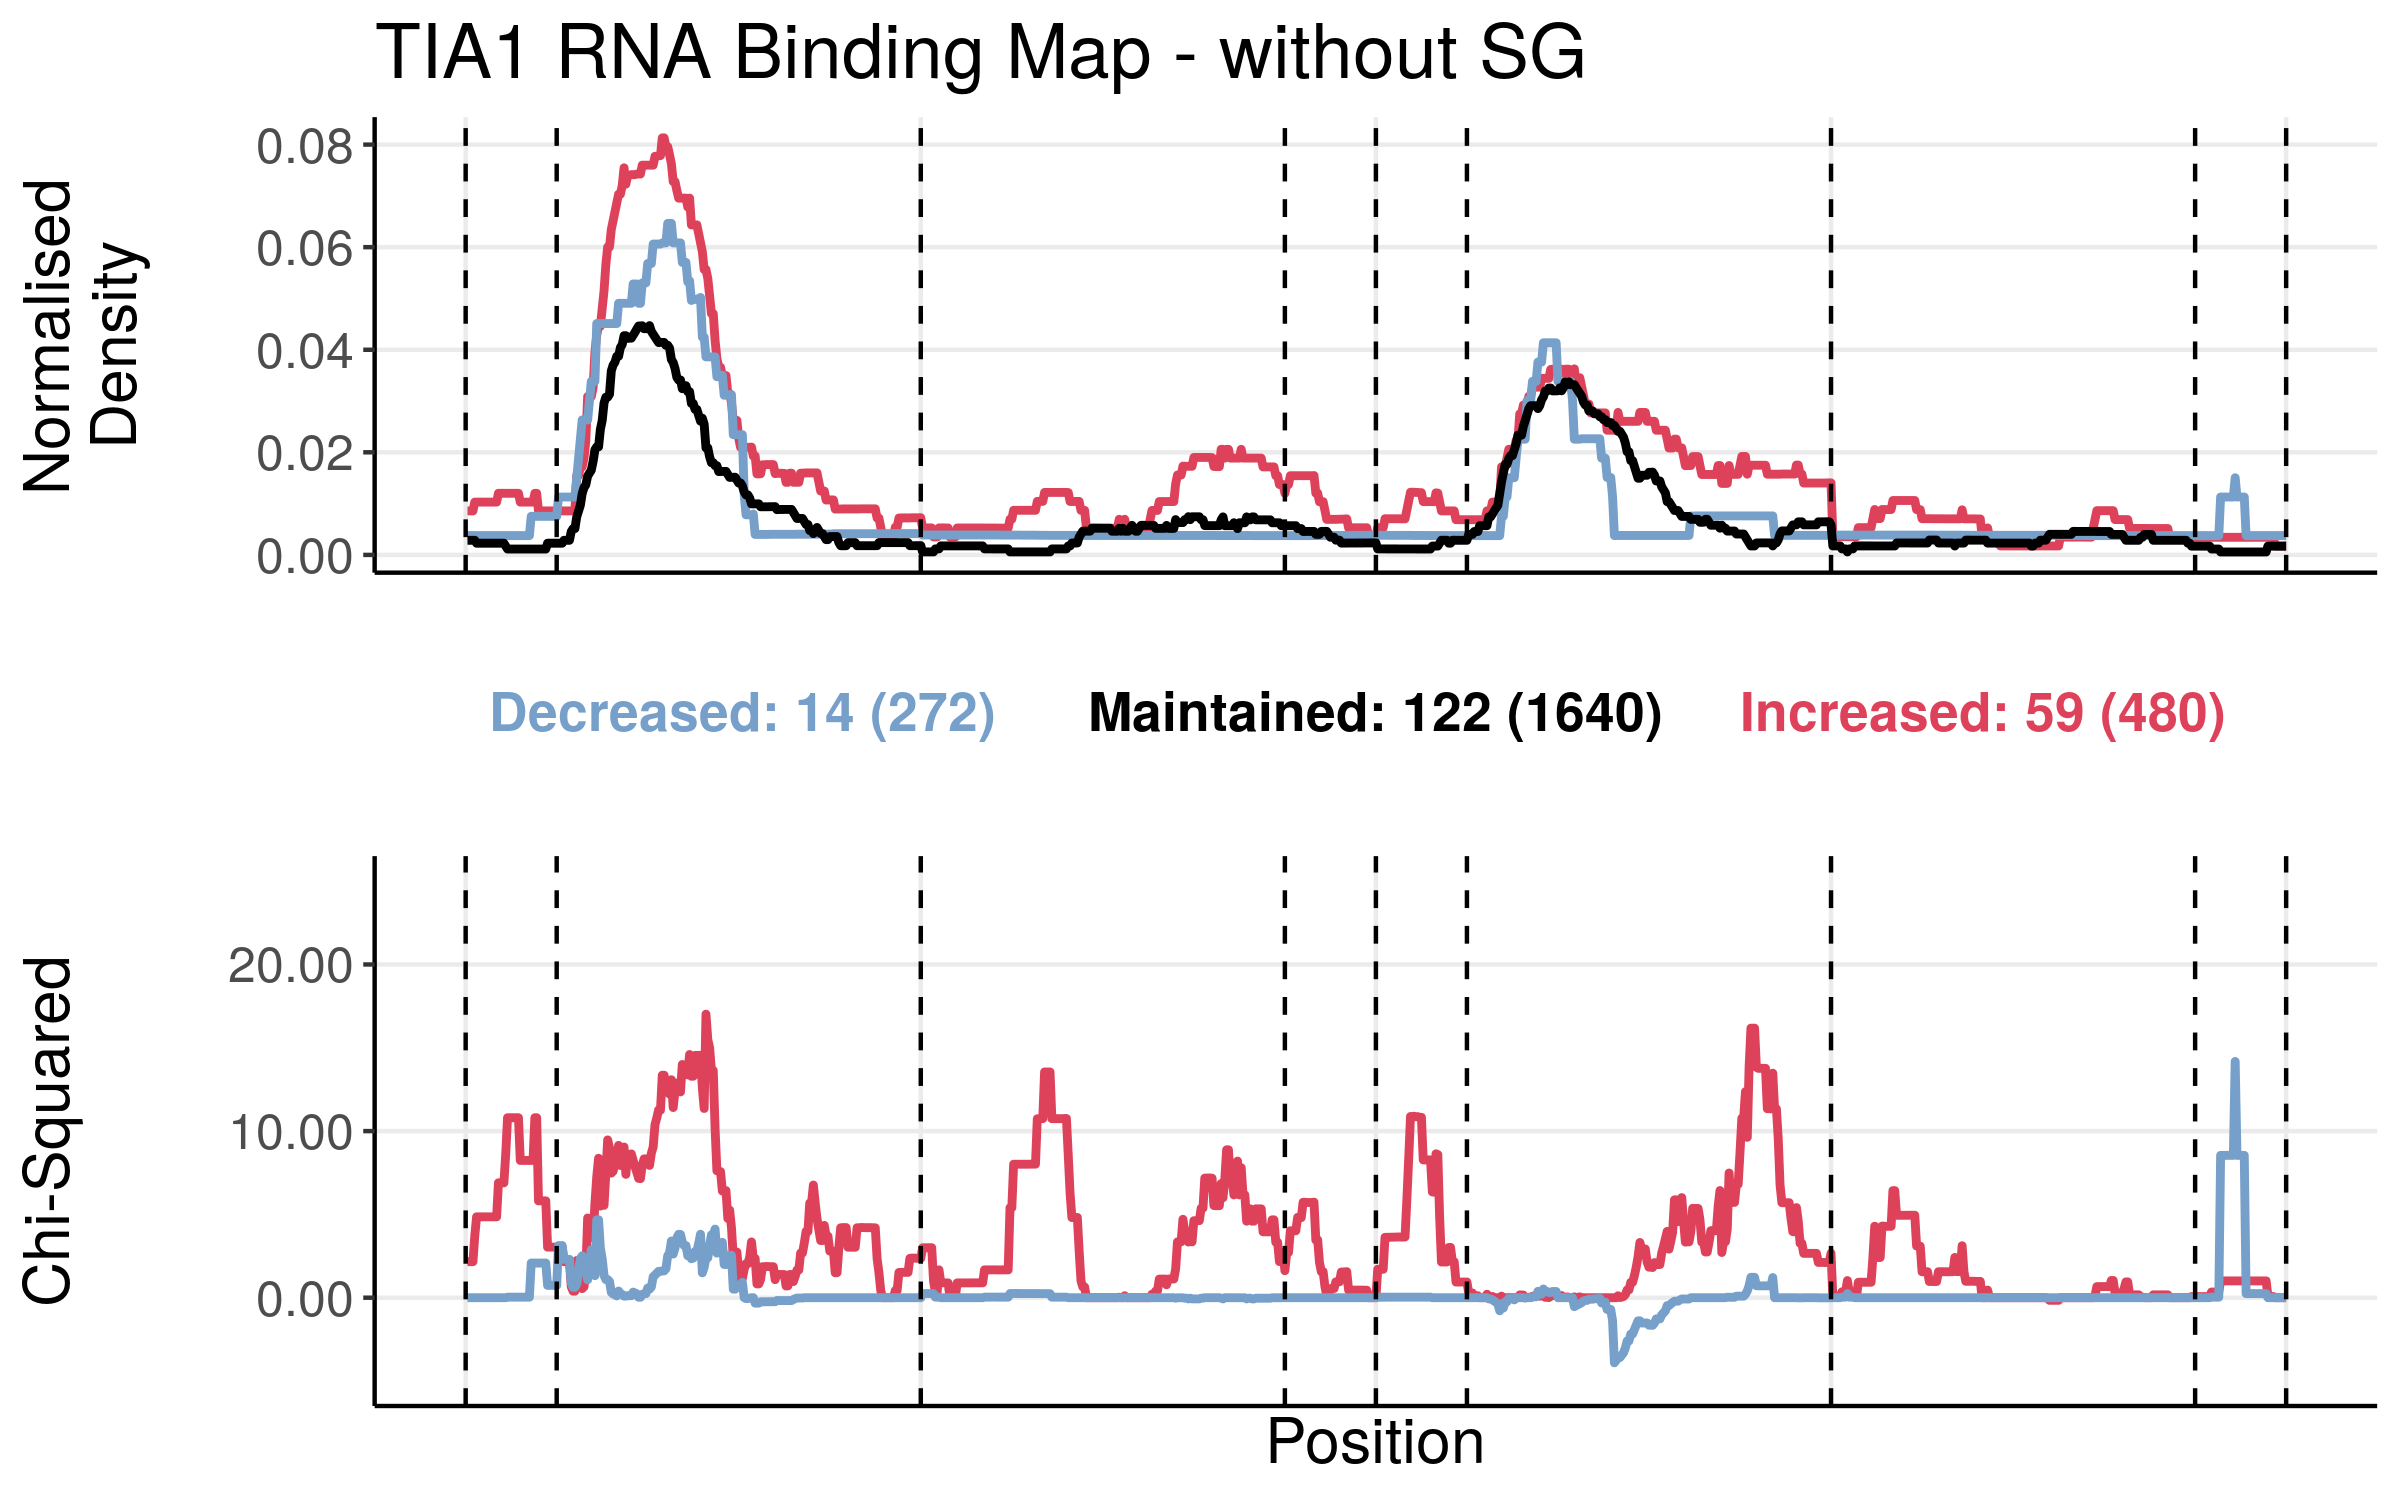 TIA1 RNA Binding Map - without SG
Normalised
Density
0.08
0.06
0.04
0.02
0.00
Decreased: 14 (272)
Maintained: 122 (1640)
Increased: 59 (480)
Chi-Squared
20.00
10.00
0.00
Position